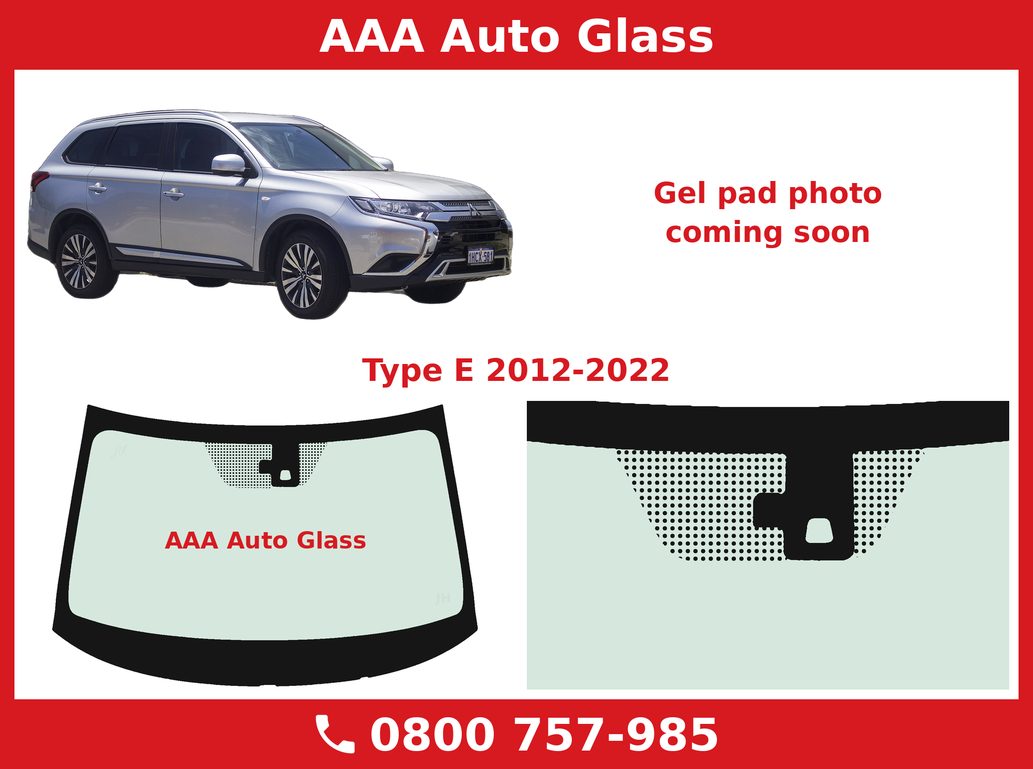 AAA Auto Glass
Gel pad photo
coming soon
Type E 2012-2022
AAA Auto Glass
0800 757-985